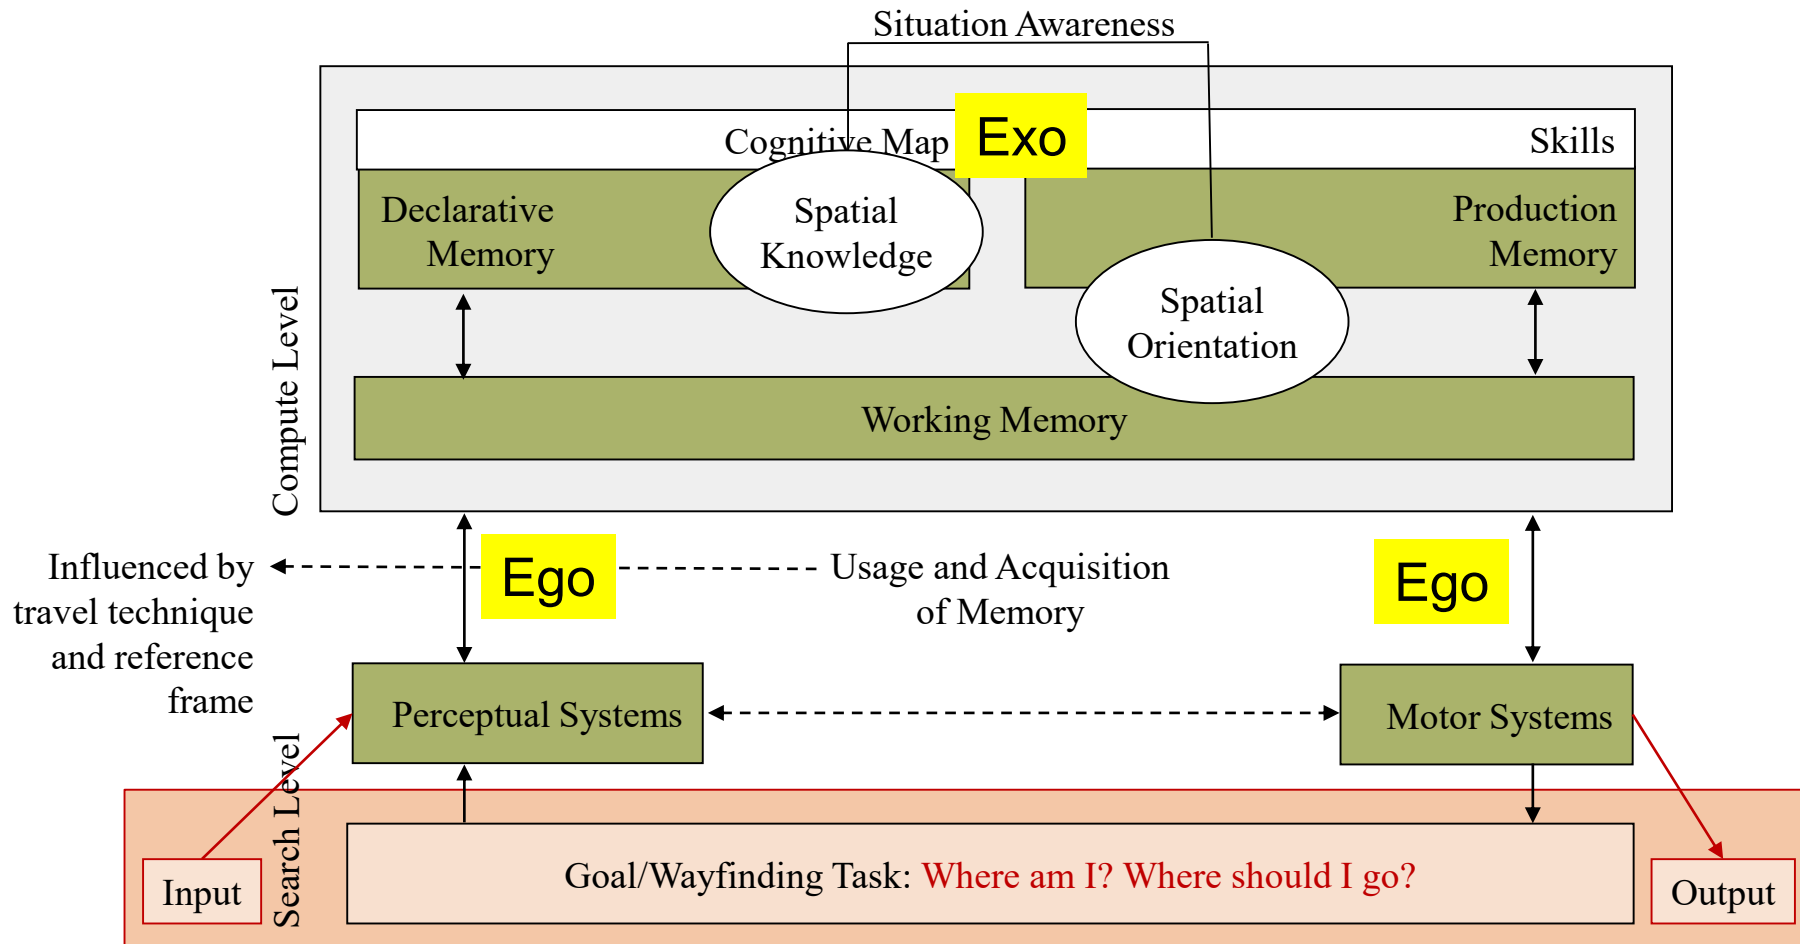 Situation Awareness
Cognitive Map
Exo
Skills
Declarative
Memory
Spatial
Knowledge
Production
Memory
Spatial
Orientation
Working Memory
Compute Level
Influenced by
travel technique
and reference
frame
Ego
Usage and Acquisition
of Memory
Ego
Perceptual Systems
Motor Systems
Search Level
Input
Goal/Wayfinding Task: Where am I? Where should I go?
Output